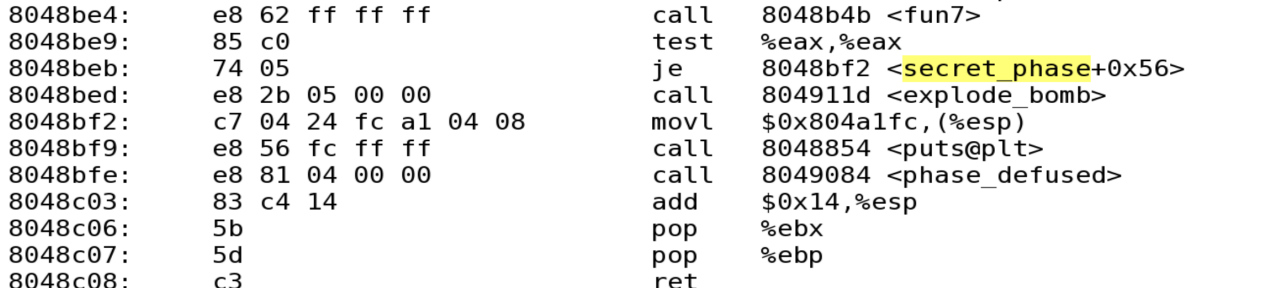 8048be4: e8 62 ff ff ff call 8048b4b <fun7>
8048be9: 85 c0 test %eax,%eax
8048beb: 74 05 je 8048bf2 <secret_phase+0x56>
8048bed: e8 2b 05 00 00 call 804911d <explode_bomb>
8048bf2: c7 04 24 fc a1 04 08 movl $0x804a1fc,(%esp)
8048bf9: e8 56 fc ff ff call 8048854 <puts@plt>
8048bfe: e8 81 04 00 00 call 8049084 <phase_defused>
8048c03: 83 c4 14 add $0x14,%esp
8048c06: 5b pop %ebx
8048c07: 5d pop %ebp
8048c08: c3 ret